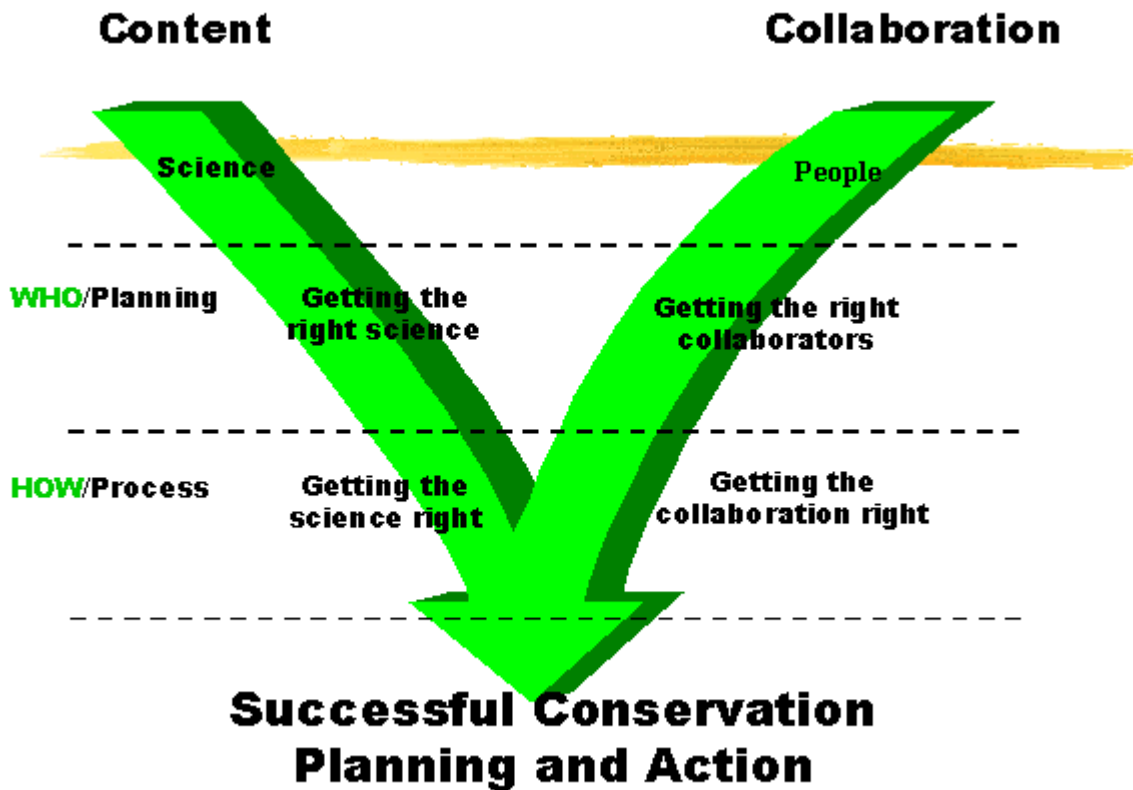 Content
Collaboration
Science
People
WHO/Planning
Getting the
right science
Getting the right
collaborators
HOW/Process
Getting the
science right
Getting the
collaboration right
Successful Conservation
Planning and Action